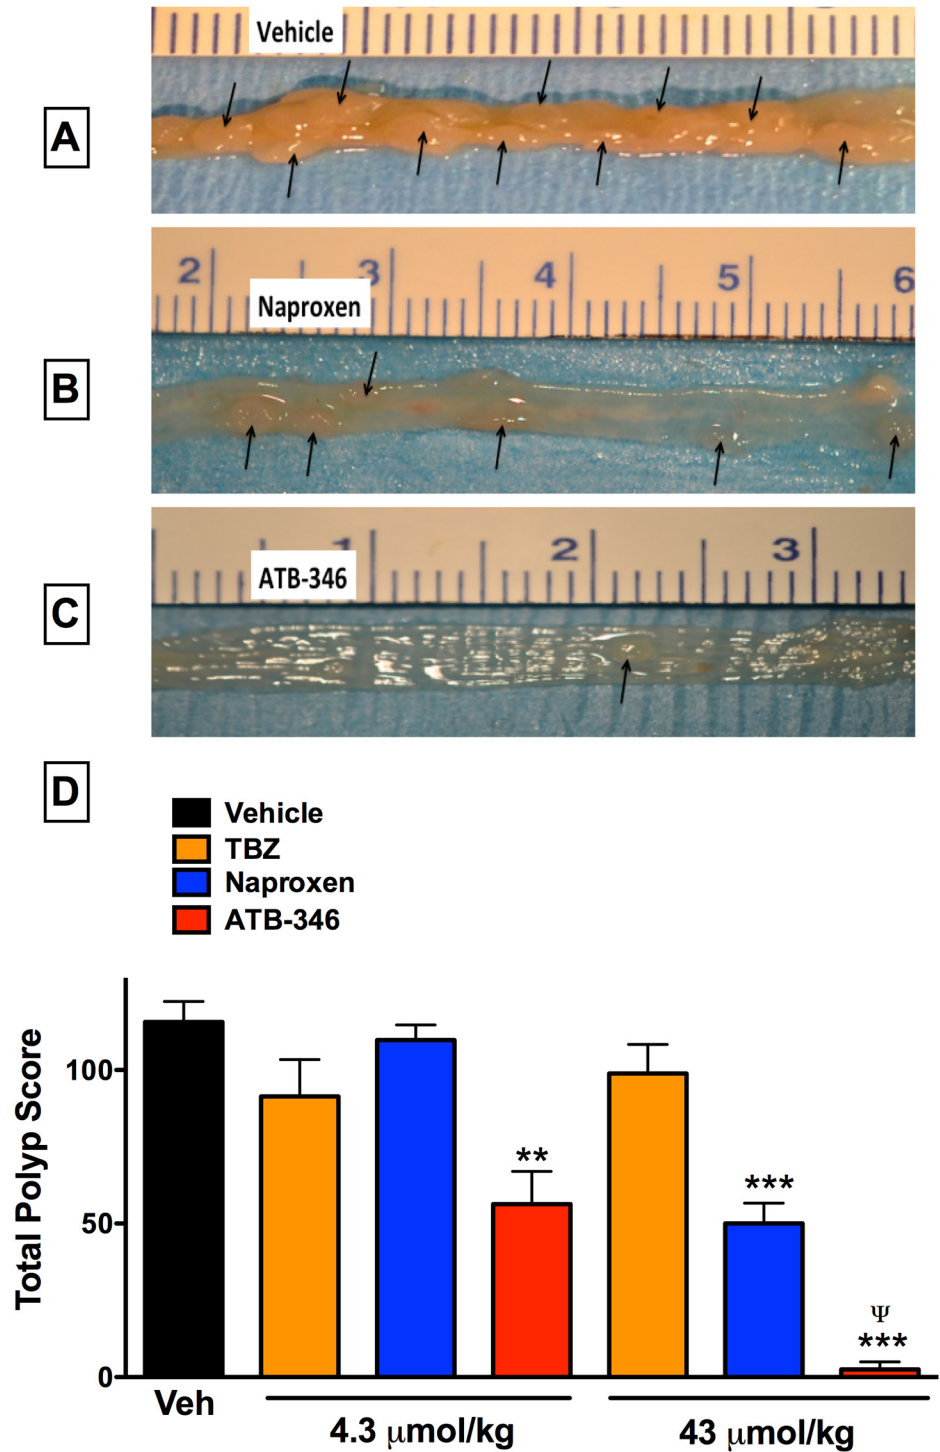 Vehicle
A
2 3 4 5 6
Naproxen
B
1 2 3
ATB-346
C
D
Vehicle
TBZ
Naproxen
ATB-346
Total Polyp Score
100
50
0
**
***
Ψ
***
Veh
4.3 μmol/kg
43 μmol/kg